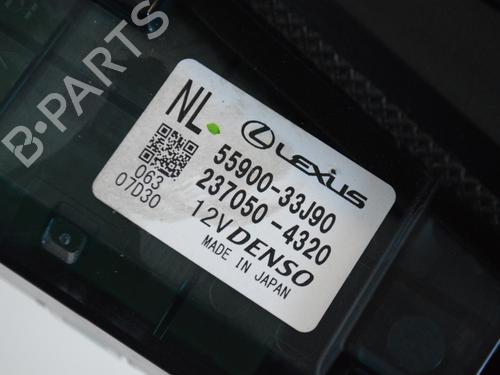 B-PARTS
NL
LEXUS
55900-33J90
237050-4320
063
07D30
12V DENSO
MADE IN JAPAN